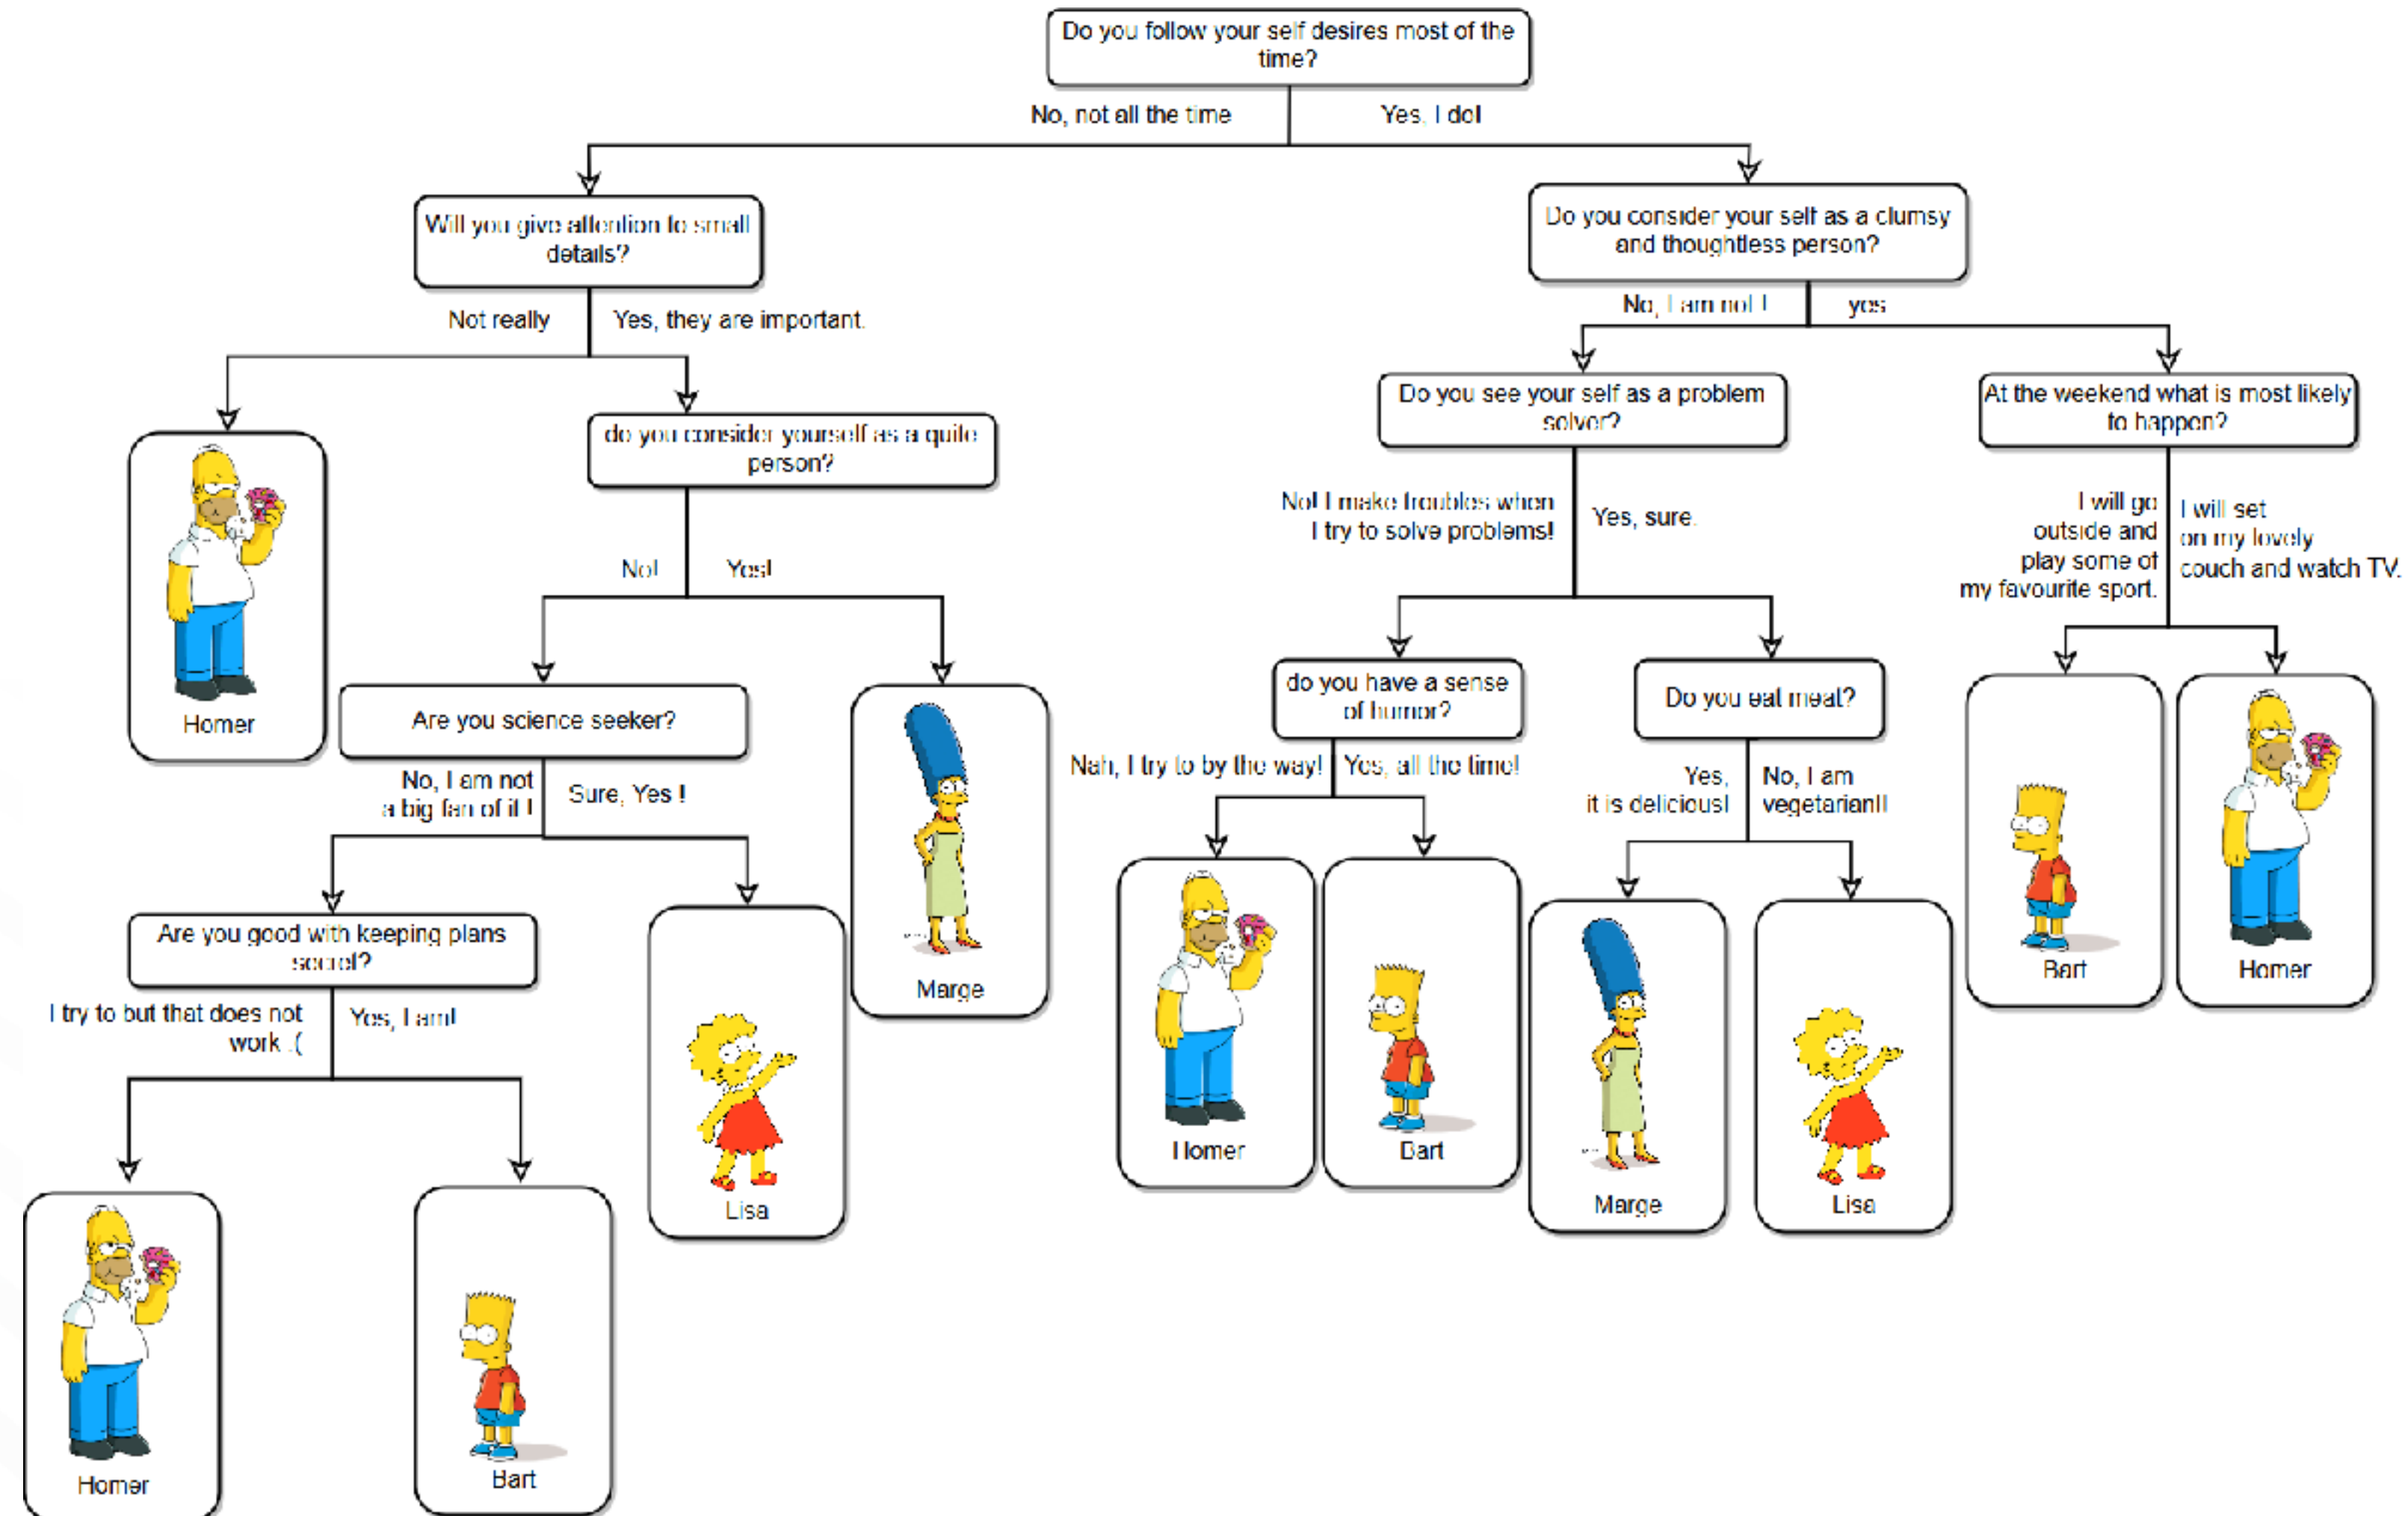 Do you follow your self desires most of the
time?
No, not all the time
Yes, I do!
Will you give attention to small
details?
Do you consider your self as a clumsy
and thoughtless person?
Not really
Yes, they are important.
No, I am not !
yes
do you consider yourself as a quite
person?
Do you see your self as a problem
solver?
At the weekend what is most likely
to happen?
No! I make troubles when
I try to solve problems!
Yes, sure.
I will go
outside and
play some of
my favourite sport.
I will set
on my lovely
couch and watch TV.
No!
Yes!
Homer
Are you science seeker?
Marge
do you have a sense
of humor?
Do you eat meat?
No, I am not
a big fan of it !
Sure, Yes !
Nah, I try to by the way!
Yes, all the time!
Yes,
it is delicious!
No, I am
vegetarian!!
Bart
Homer
Are you good with keeping plans
secret?
Lisa
Homer
Bart
Marge
Lisa
I try to but that does not
work :(
Yes, I am!
Homer
Bart